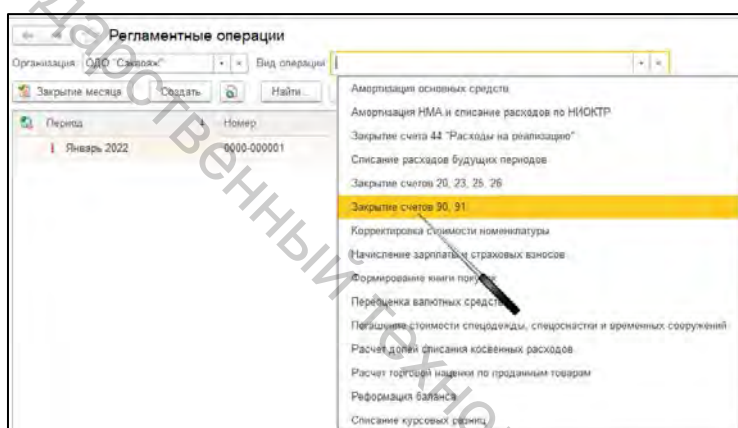 Регламентные операции
Организация: ОДО "Саквояж" Вид операции:
Закрытие месяца Создать Найти...
Период Номер
Январь 2022 0000-000001
Амортизация основных средств
Амортизация НМА и списание расходов по НИОКТР
Закрытие счета 44 "Расходы на реализацию"
Списание расходов будущих периодов
Закрытие счетов 20, 23, 25, 26
Закрытие счетов 90, 91
Корректировка стоимости номенклатуры
Начисление зарплаты и страховых взносов
Формирование книги покупок
Переоценка валютных средств
Погашение стоимости спецодежды, спецоснастки и временных сооружений
Расчет долей списания косвенных расходов
Расчет торговой наценки по проданным товарам
Реформация баланса
Списание курсовых разниц